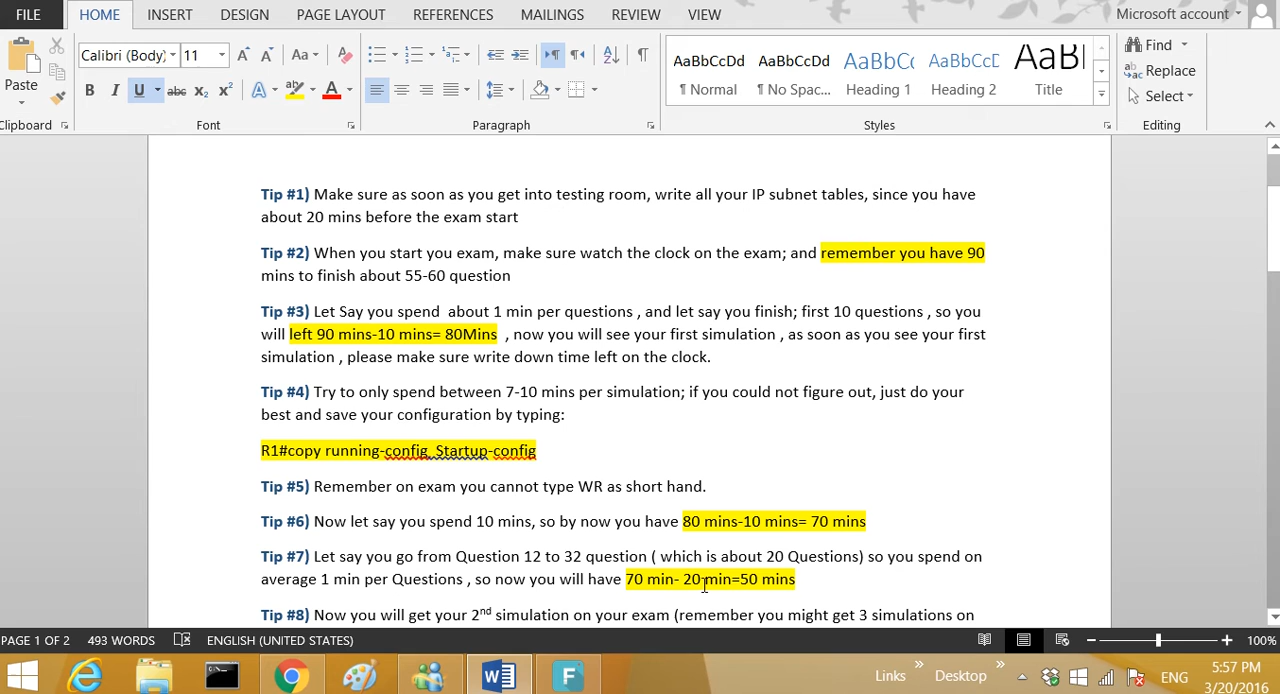 FILE HOME INSERT DESIGN PAGE LAYOUT REFERENCES MAILINGS REVIEW VIEW Microsoft account
Paste Calibri (Body) 11 Aa AaBbCcDd AaBbCcDd AaBbCc AaBbCcD AaBl Find
¶ Normal ¶ No Spac... Heading 1 Heading 2 Title Replace
B I U abc x₂ x² A A Select
Clipboard Font Paragraph Styles Editing
Tip #1) Make sure as soon as you get into testing room, write all your IP subnet tables, since you have
about 20 mins before the exam start
Tip #2) When you start you exam, make sure watch the clock on the exam; and remember you have 90
mins to finish about 55-60 question
Tip #3) Let Say you spend about 1 min per questions , and let say you finish; first 10 questions , so you
will left 90 mins-10 mins= 80Mins , now you will see your first simulation , as soon as you see your first
simulation , please make sure write down time left on the clock.
Tip #4) Try to only spend between 7-10 mins per simulation; if you could not figure out, just do your
best and save your configuration by typing:
R1#copy running-config, Startup-config
Tip #5) Remember on exam you cannot type WR as short hand.
Tip #6) Now let say you spend 10 mins, so by now you have 80 mins-10 mins= 70 mins
Tip #7) Let say you go from Question 12 to 32 question ( which is about 20 Questions) so you spend on
average 1 min per Questions , so now you will have 70 min- 20 min=50 mins
Tip #8) Now you will get your 2nd simulation on your exam (remember you might get 3 simulations on
PAGE 1 OF 2 493 WORDS ENGLISH (UNITED STATES) 100%
Links Desktop ENG 5:57 PM
3/20/2016